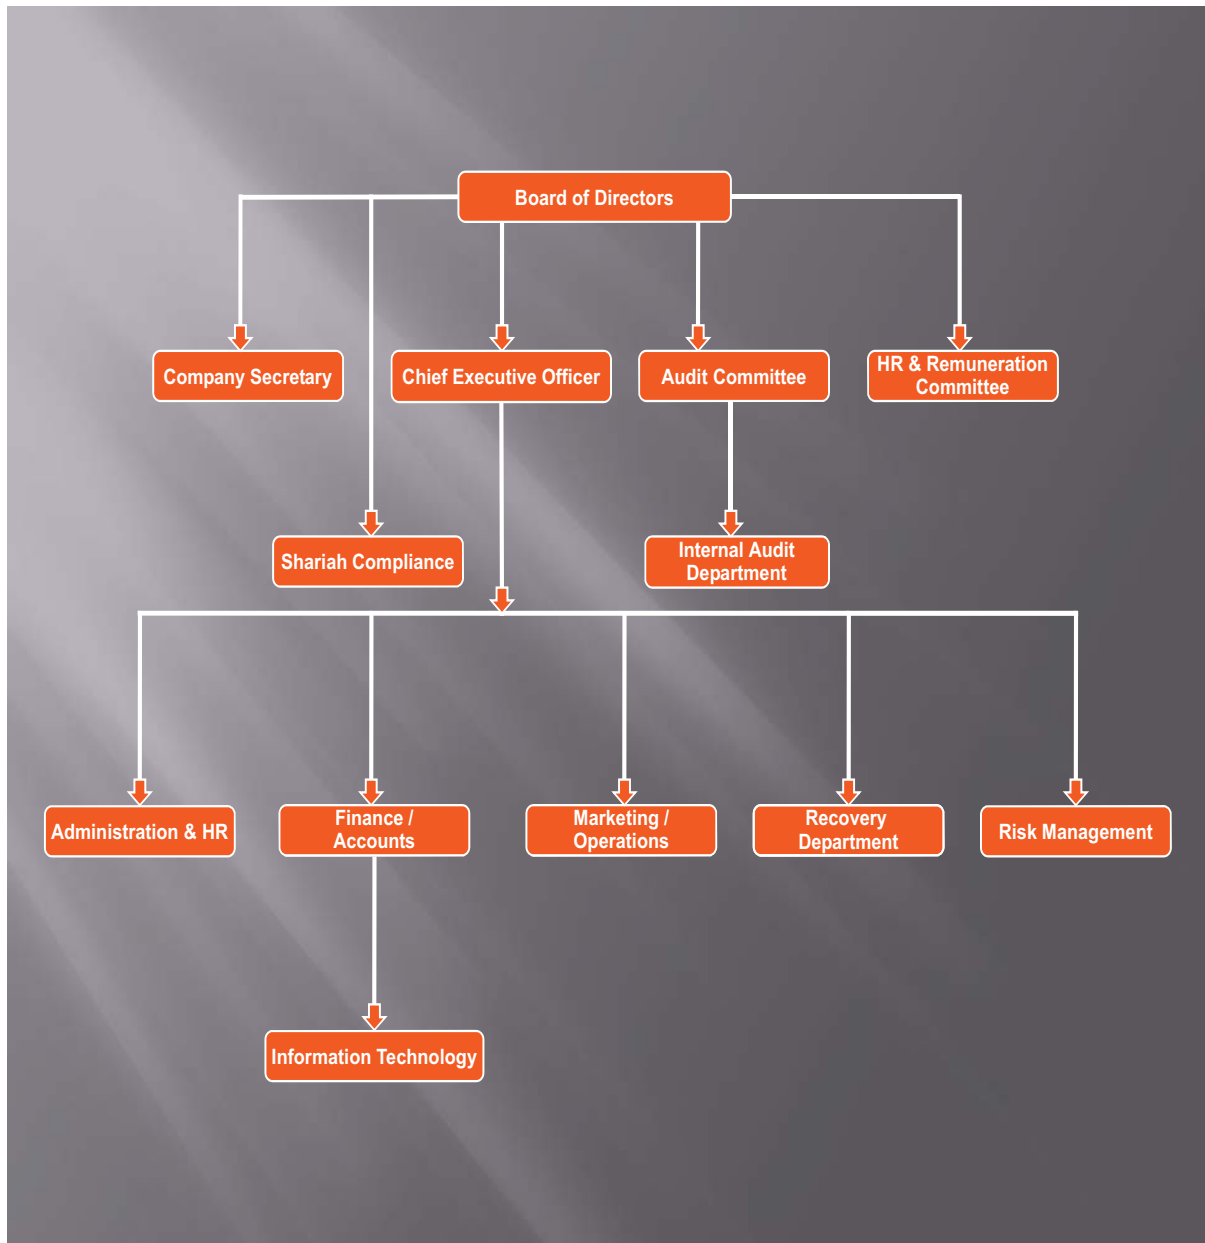 Board of Directors
Company Secretary
Chief Executive Officer
Audit Committee
HR & Remuneration
Committee
Shariah Compliance
Internal Audit
Department
Administration & HR
Finance /
Accounts
Marketing /
Operations
Recovery
Department
Risk Management
Information Technology